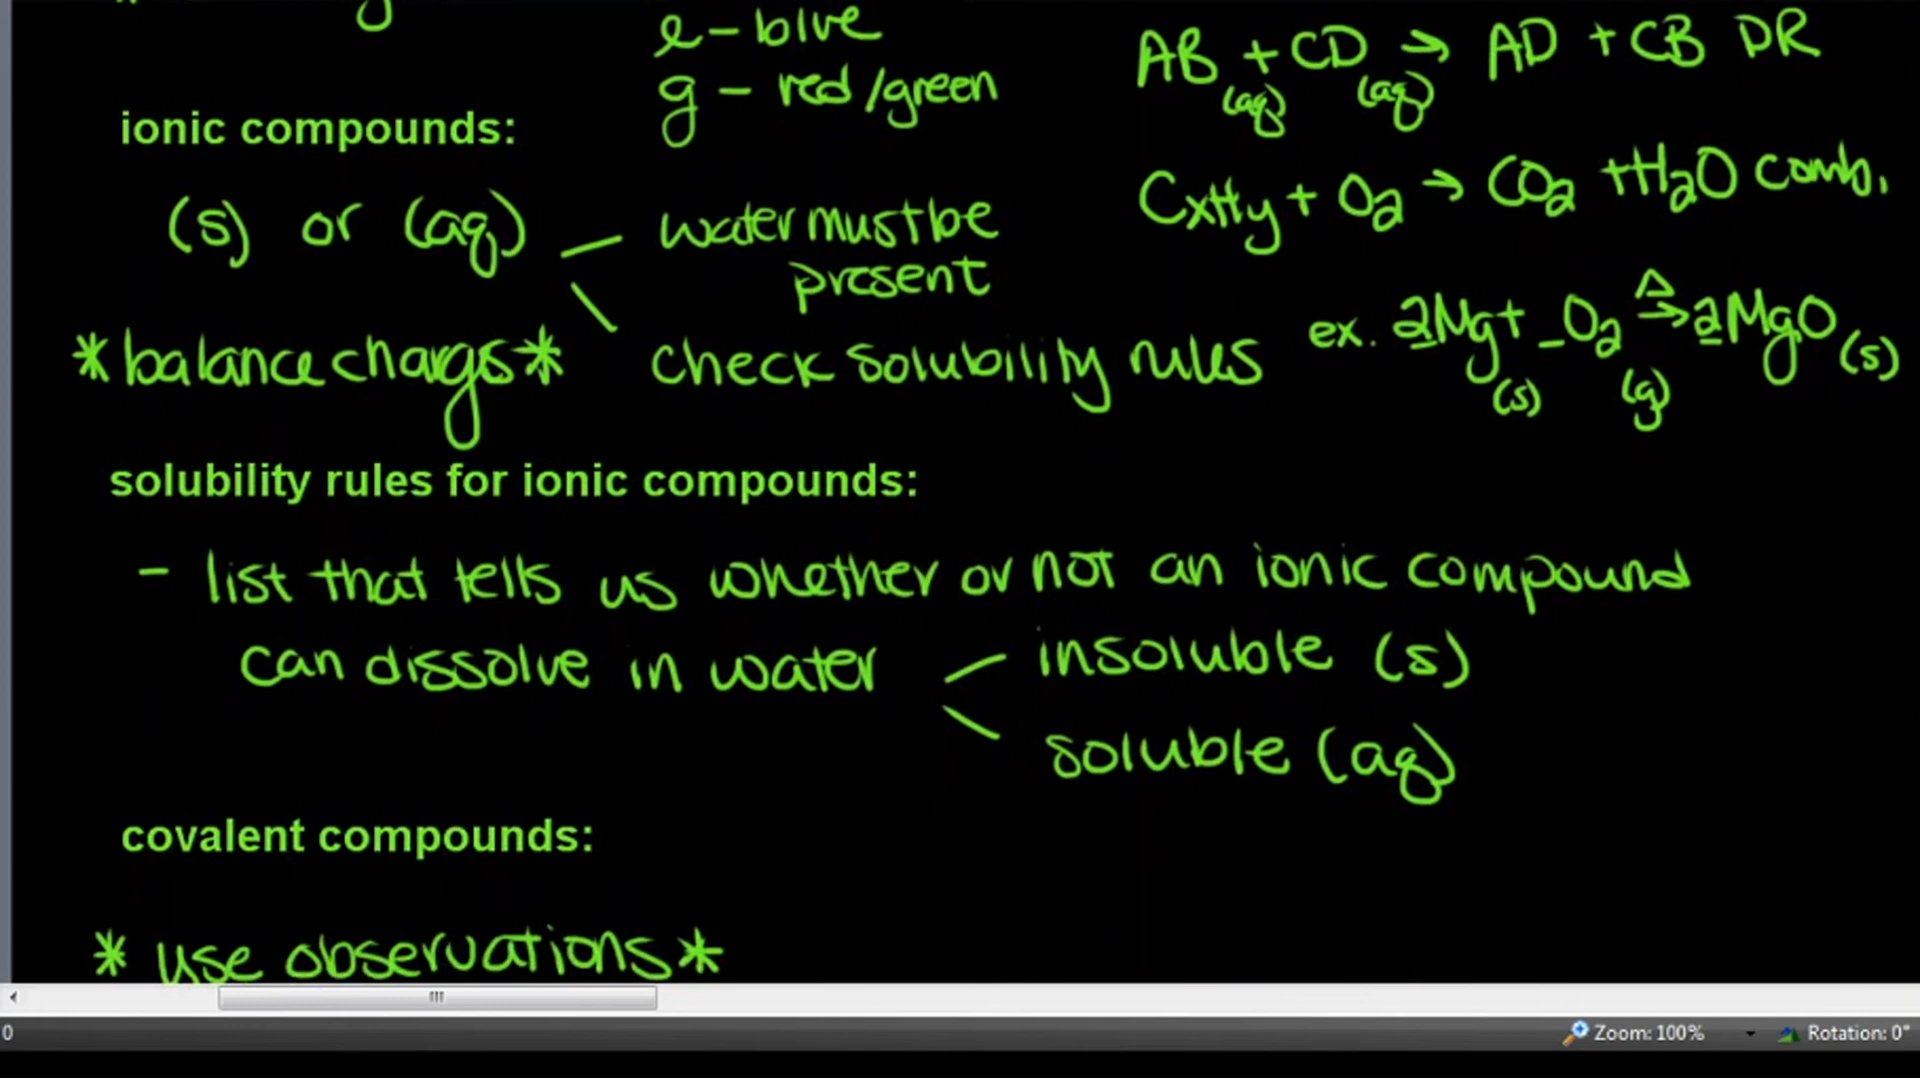 l - blue
g - red/green
AB(aq) + CD(aq) → AD + CB DR
ionic compounds:
CxHy + O2 → CO2 + H2O comb.
(s) or (aq)
water must be
present
*balance charges*
check solubility rules
ex. 2Mg(s) + _O2(g) →Δ 2MgO(s)
solubility rules for ionic compounds:
- list that tells us whether or not an ionic compound
can dissolve in water
insoluble (s)
soluble (aq)
covalent compounds:
* use observations *
0
Zoom: 100%
Rotation: 0°